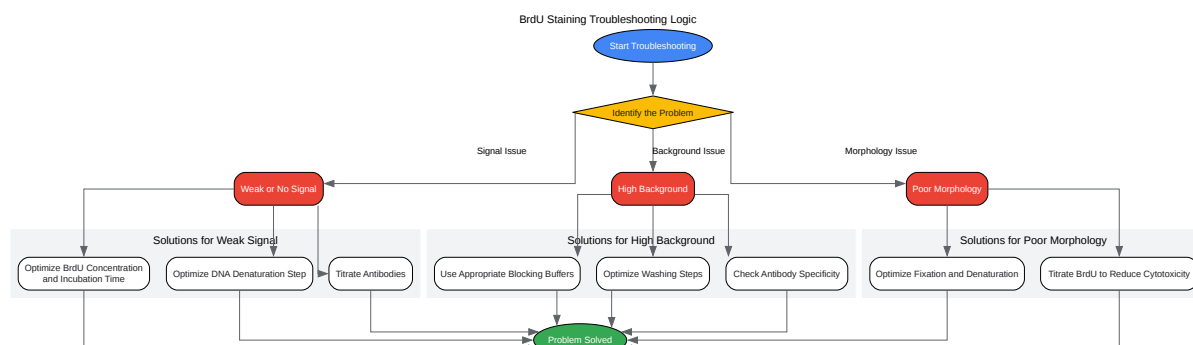 BrdU Staining Troubleshooting Logic
Start Troubleshooting
Identify the Problem
Signal Issue
Background Issue
Morphology Issue
Weak or No Signal
High Background
Poor Morphology
Solutions for Weak Signal
Solutions for High Background
Solutions for Poor Morphology
Optimize BrdU Concentration
and Incubation Time
Optimize DNA Denaturation Step
Titrate Antibodies
Use Appropriate Blocking Buffers
Optimize Washing Steps
Check Antibody Specificity
Optimize Fixation and Denaturation
Titrate BrdU to Reduce Cytotoxicity
Problem Solved